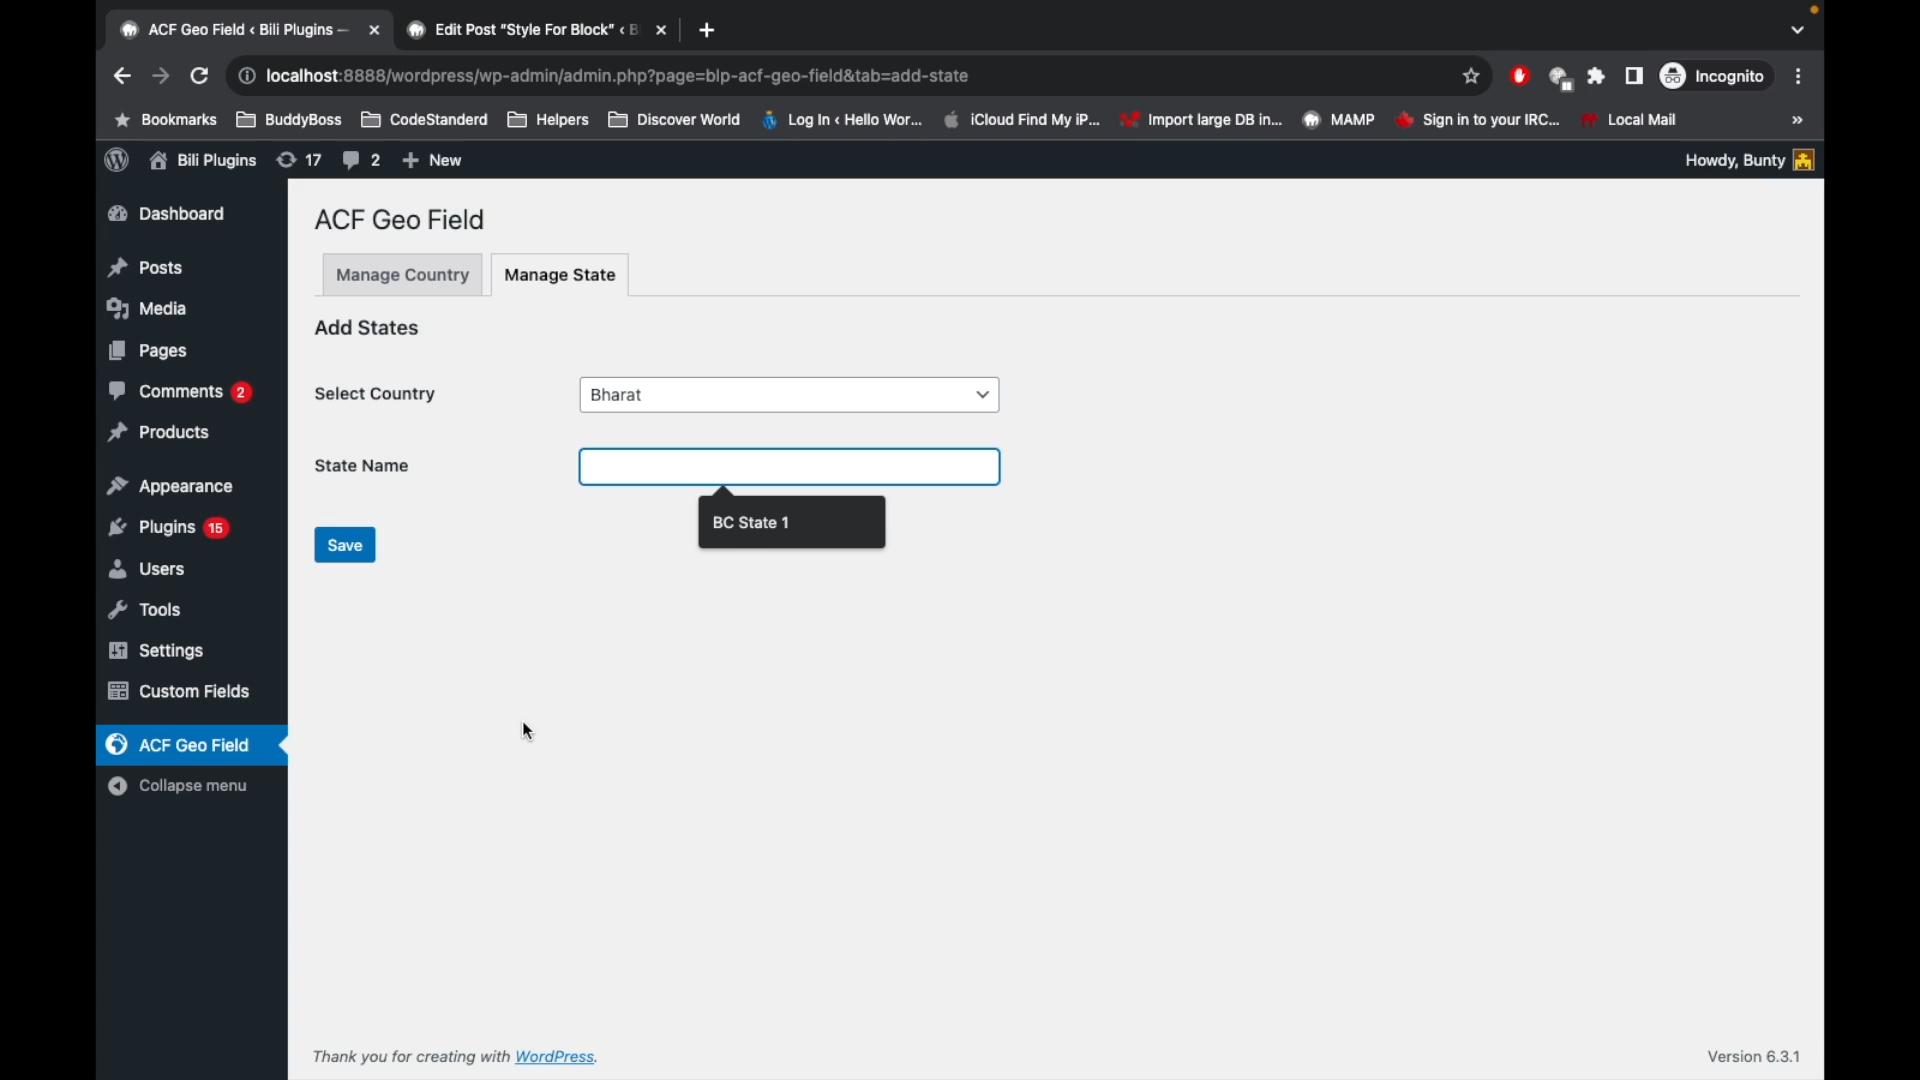 ACF Geo Field ‹ Bili Plugins —
Edit Post "Style For Block" ‹ B
localhost:8888/wordpress/wp-admin/admin.php?page=blp-acf-geo-field&tab=add-state
Incognito
Bookmarks
BuddyBoss
CodeStanderd
Helpers
Discover World
Log In ‹ Hello Wor...
iCloud Find My iP...
Import large DB in...
MAMP
Sign in to your IRC...
Local Mail
»
Bili Plugins
17
2
New
Howdy, Bunty
Dashboard
Posts
Media
Pages
Comments 2
Products
Appearance
Plugins 15
Users
Tools
Settings
Custom Fields
ACF Geo Field
Collapse menu
ACF Geo Field
Manage Country
Manage State
Add States
Select Country
Bharat
State Name
BC State 1
Save
Thank you for creating with WordPress.
Version 6.3.1